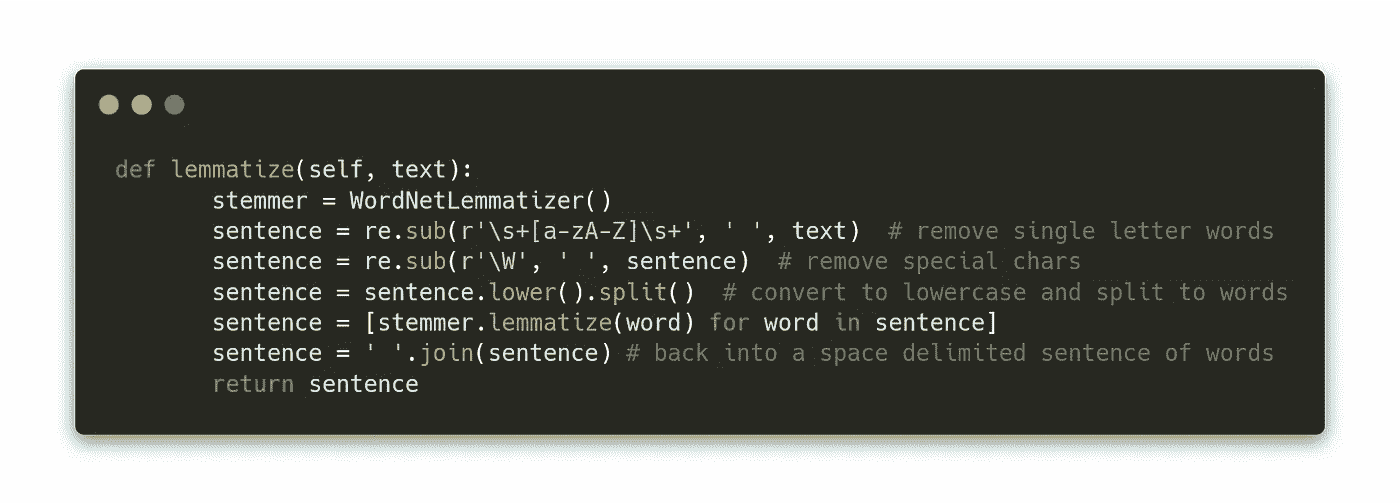 def lemmatize(self, text):
stemmer = WordNetLemmatizer()
sentence = re.sub(r'\s+[a-zA-Z]\s+', ' ', text)  # remove single letter words
sentence = re.sub(r'\W', ' ', sentence)  # remove special chars
sentence = sentence.lower().split()  # convert to lowercase and split to words
sentence = [stemmer.lemmatize(word) for word in sentence]
sentence = ' '.join(sentence) # back into a space delimited sentence of words
return sentence